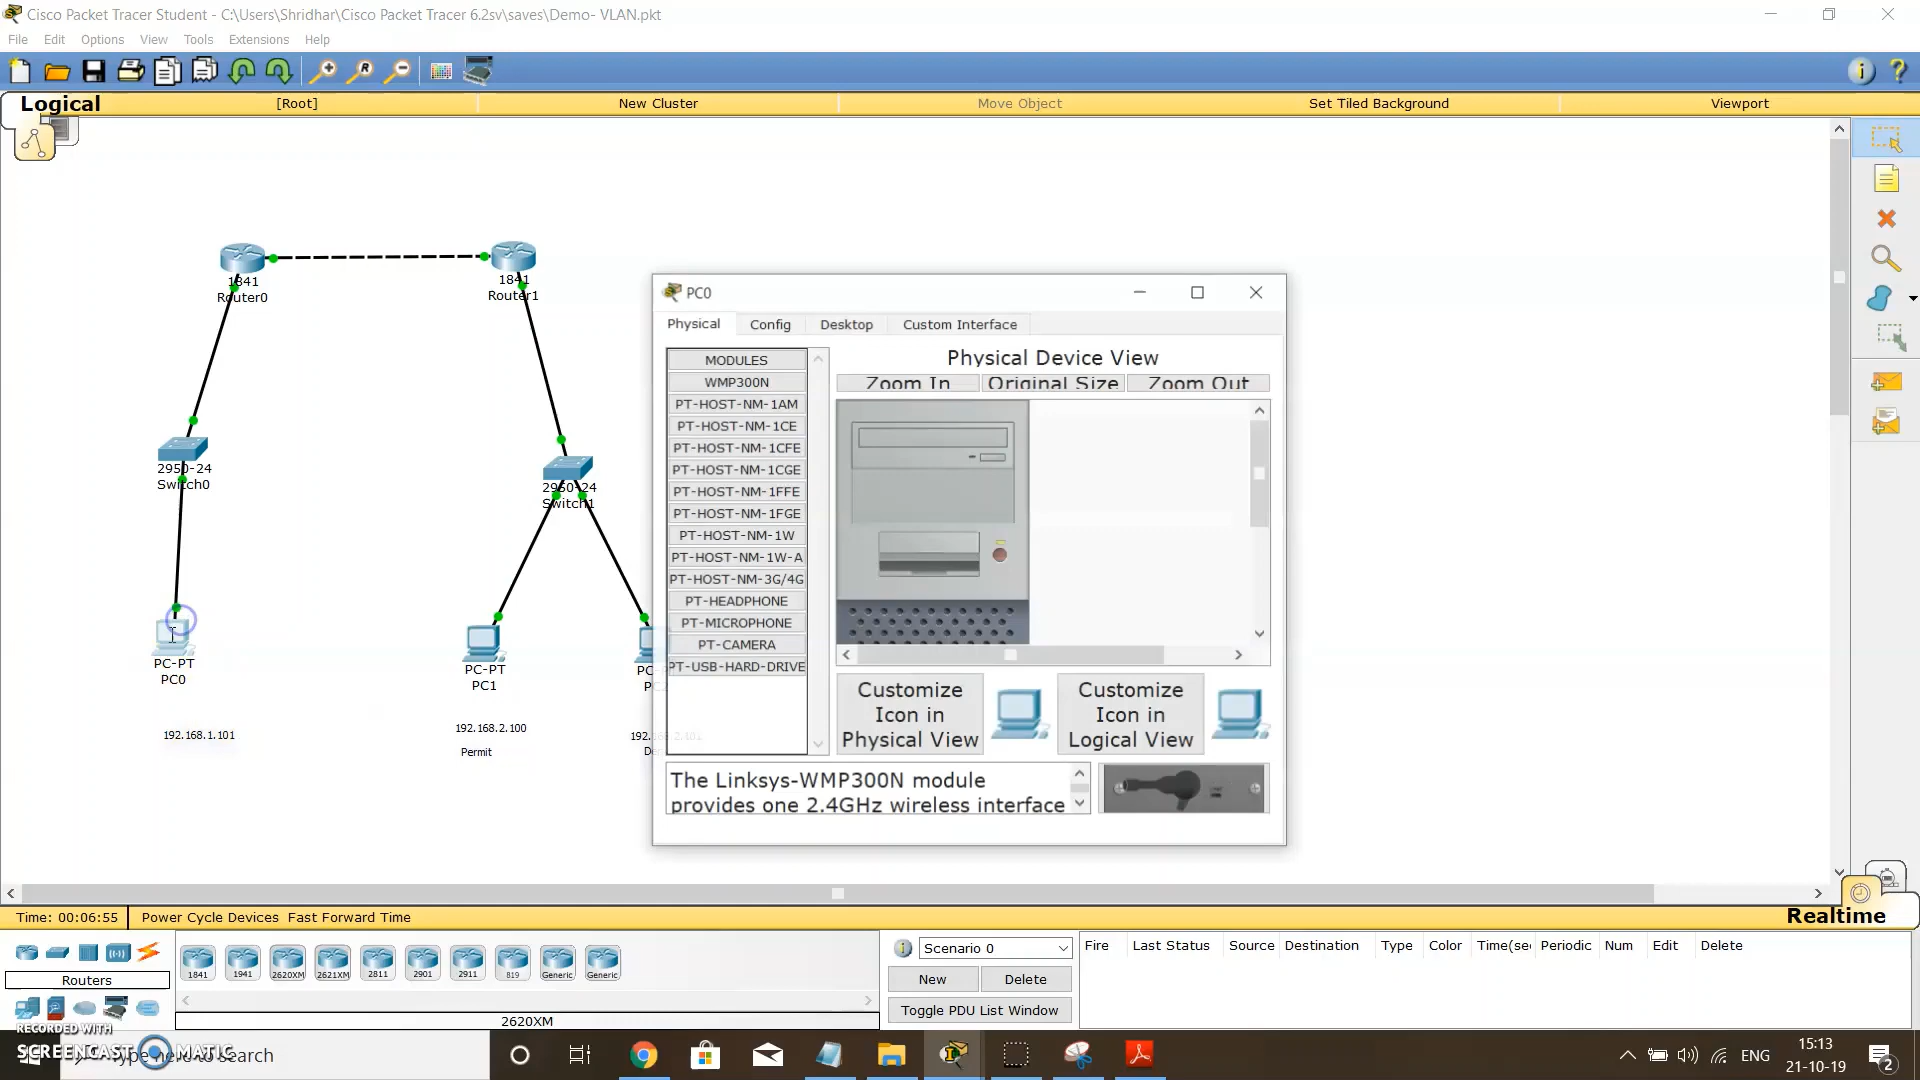 Cisco Packet Tracer Student - C:\Users\Shridhar\Cisco Packet Tracer 6.2sv\saves\Demo- VLAN.pkt
File Edit Options View Tools Extensions Help
Logical [Root] New Cluster Move Object Set Tiled Background Viewport
1841
Router0
1841
Router1
2950-24
Switch0
2950-24
Switch1
PC-PT
PC0
PC-PT
PC1
192.168.1.101
192.168.2.100
Permit
PC0
Physical Config Desktop Custom Interface
MODULES
WMP300N
PT-HOST-NM-1AM
PT-HOST-NM-1CE
PT-HOST-NM-1CFE
PT-HOST-NM-1CGE
PT-HOST-NM-1FFE
PT-HOST-NM-1FGE
PT-HOST-NM-1W
PT-HOST-NM-1W-A
PT-HOST-NM-3G/4G
PT-HEADPHONE
PT-MICROPHONE
PT-CAMERA
PT-USB-HARD-DRIVE
Physical Device View
Zoom In Original Size Zoom Out
Customize
Icon in
Physical View
Customize
Icon in
Logical View
The Linksys-WMP300N module
provides one 2.4GHz wireless interface
Time: 00:06:55 Power Cycle Devices Fast Forward Time
Realtime
Routers
1841 1941 2620XM 2621XM 2811 2901 2911 819 Generic Generic
2620XM
Scenario 0
New Delete
Toggle PDU List Window
Fire Last Status Source Destination Type Color Time(se Periodic Num Edit Delete
RECORDED WITH
SCREENCAST MATIC
Type here to search
ENG
15:13
21-10-19
2